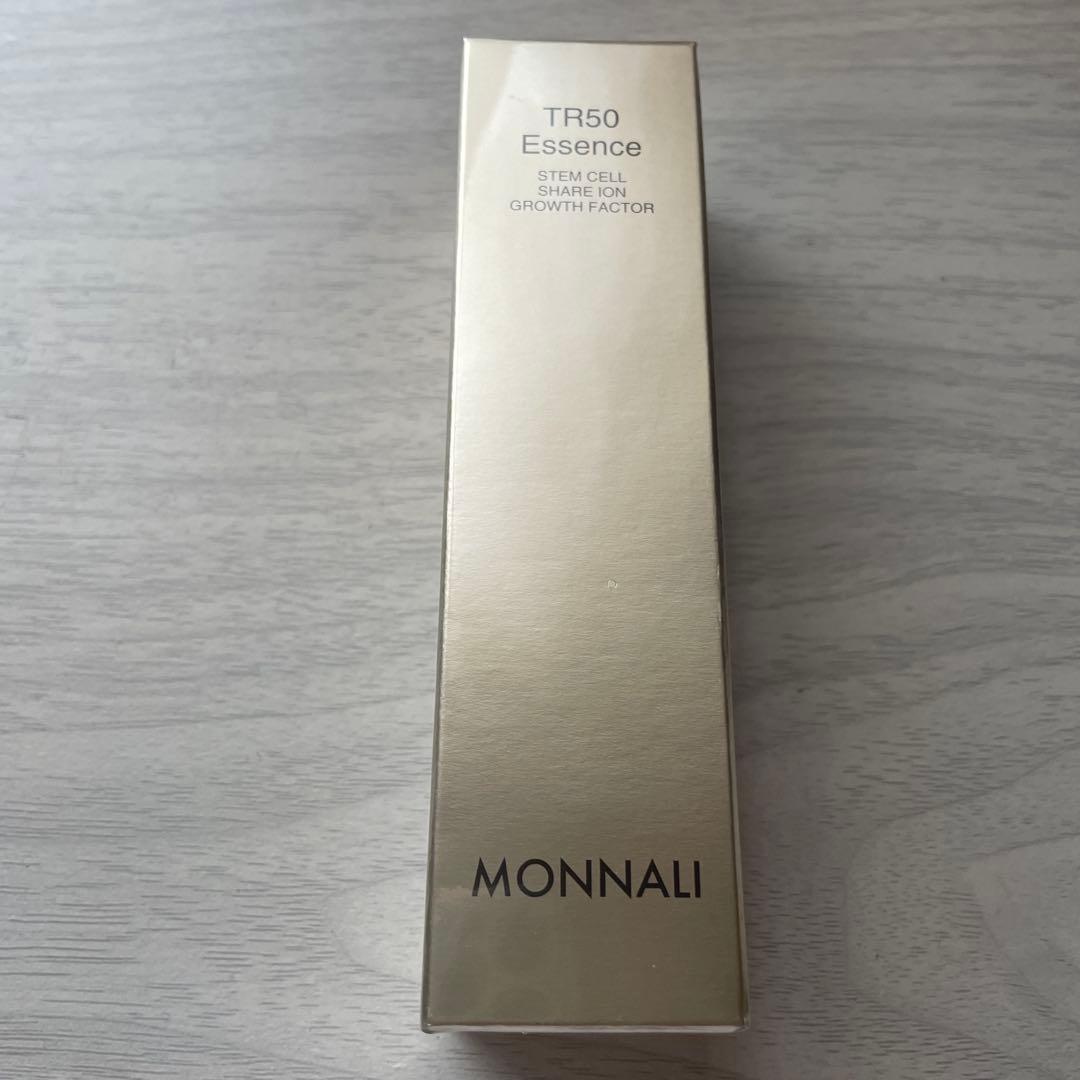 TR50
Essence
STEM CELL
SHARE ION
GROWTH FACTOR
MONNALI